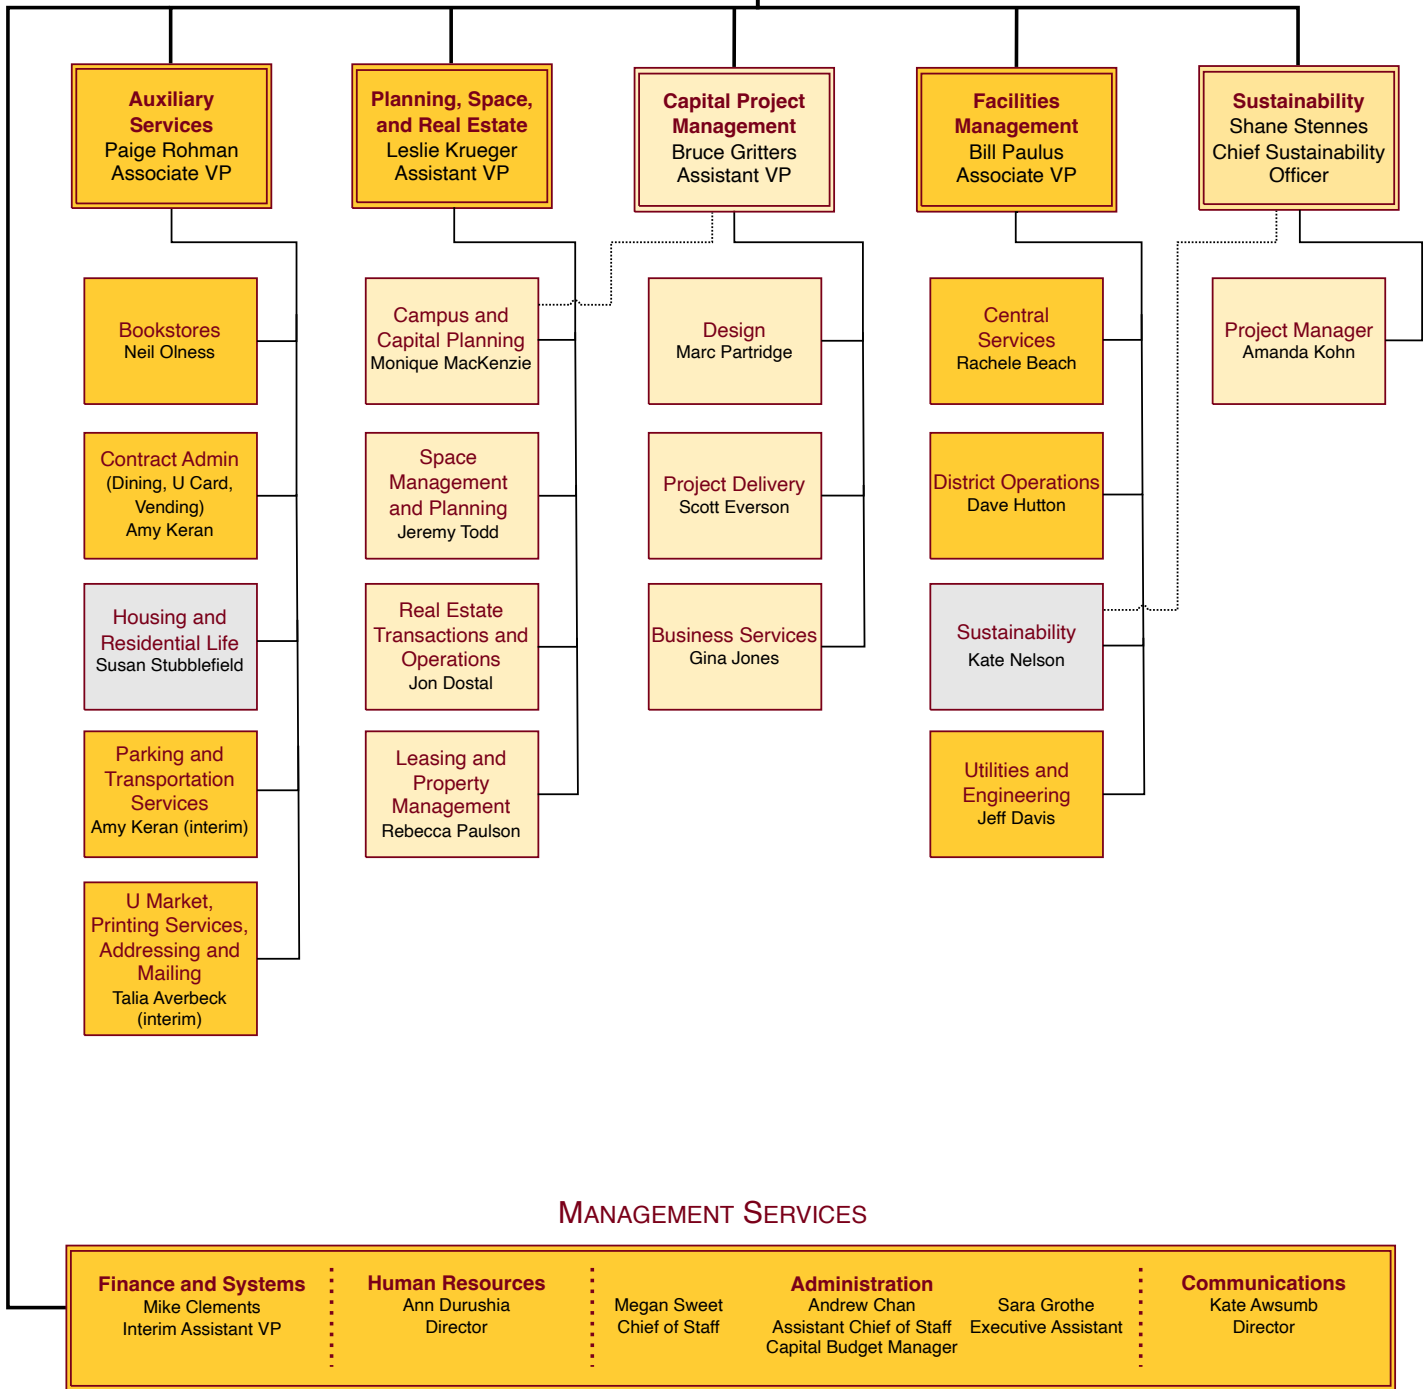 Auxiliary
Services
Paige Rohman
Associate VP
Planning, Space,
and Real Estate
Leslie Krueger
Assistant VP
Capital Project
Management
Bruce Gritters
Assistant VP
Facilities
Management
Bill Paulus
Associate VP
Sustainability
Shane Stennes
Chief Sustainability
Officer
Bookstores
Neil Olness
Contract Admin
(Dining, U Card,
Vending)
Amy Keran
Housing and
Residential Life
Susan Stubblefield
Parking and
Transportation
Services
Amy Keran (interim)
U Market,
Printing Services,
Addressing and
Mailing
Talia Averbeck
(interim)
Campus and
Capital Planning
Monique MacKenzie
Space
Management
and Planning
Jeremy Todd
Real Estate
Transactions and
Operations
Jon Dostal
Leasing and
Property
Management
Rebecca Paulson
Design
Marc Partridge
Project Delivery
Scott Everson
Business Services
Gina Jones
Central
Services
Rachele Beach
District Operations
Dave Hutton
Sustainability
Kate Nelson
Utilities and
Engineering
Jeff Davis
Project Manager
Amanda Kohn
MANAGEMENT SERVICES
Finance and Systems
Mike Clements
Interim Assistant VP
Human Resources
Ann Durushia
Director
Administration
Megan Sweet
Chief of Staff
Andrew Chan
Assistant Chief of Staff
Capital Budget Manager
Sara Grothe
Executive Assistant
Communications
Kate Awsumb
Director